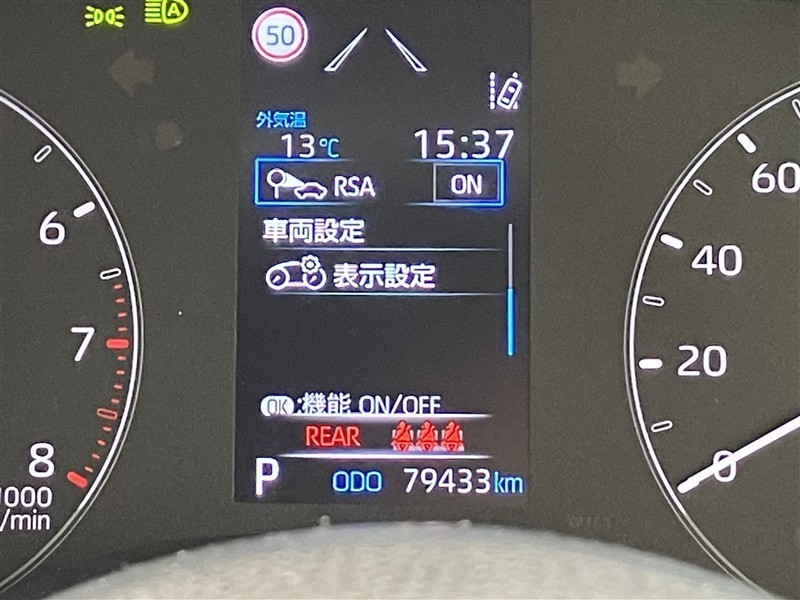 A
50
外気温
13℃ 15:37
RSA ON
車両設定
表示設定
OK:機能 ON/OFF
REAR
P ODO 79433km
6
7
8
1000
/min
60
40
20
0